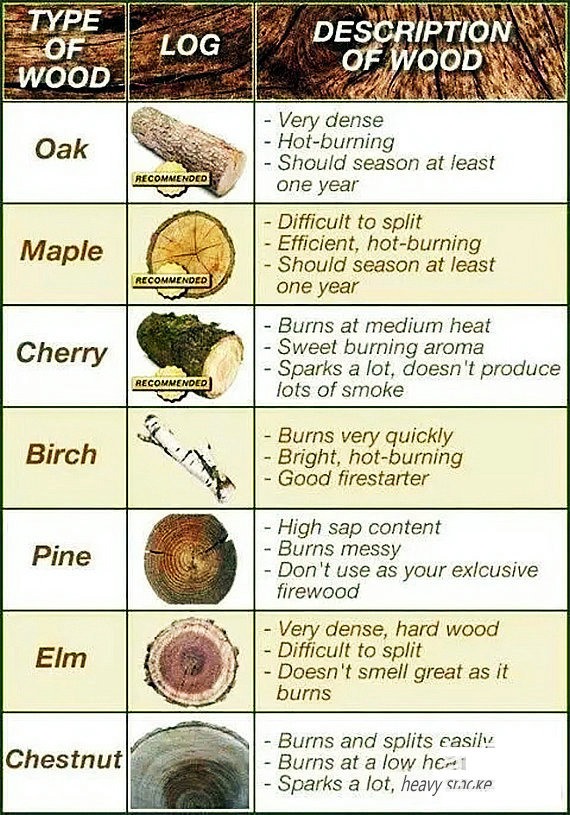 TYPE
OF
WOOD
LOG
DESCRIPTION
OF WOOD
Oak
RECOMMENDED
- Very dense
- Hot-burning
- Should season at least
one year
Maple
RECOMMENDED
- Difficult to split
- Efficient, hot-burning
- Should season at least
one year
Cherry
RECOMMENDED
- Burns at medium heat
- Sweet burning aroma
- Sparks a lot, doesn't produce
lots of smoke
Birch
- Burns very quickly
- Bright, hot-burning
- Good firestarter
Pine
- High sap content
- Burns messy
- Don't use as your exlcusive
firewood
Elm
- Very dense, hard wood
- Difficult to split
- Doesn't smell great as it
burns
Chestnut
- Burns and splits easily
- Burns at a low heat
- Sparks a lot, heavy smoke